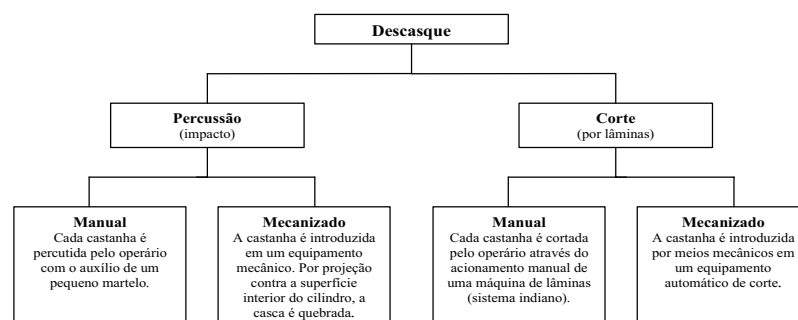 Descasque
Percussão
(impacto)
Corte
(por lâminas)
Manual
Cada castanha é
percutida pelo operário
com o auxílio de um
pequeno martelo.
Mecanizado
A castanha é introduzida
em um equipamento
mecânico. Por projeção
contra a superfície
interior do cilindro, a
casca é quebrada.
Manual
Cada castanha é cortada
pelo operário através do
acionamento manual de
uma máquina de lâminas
(sistema indiano).
Mecanizado
A castanha é introduzida
por meios mecânicos em
um equipamento
automático de corte.